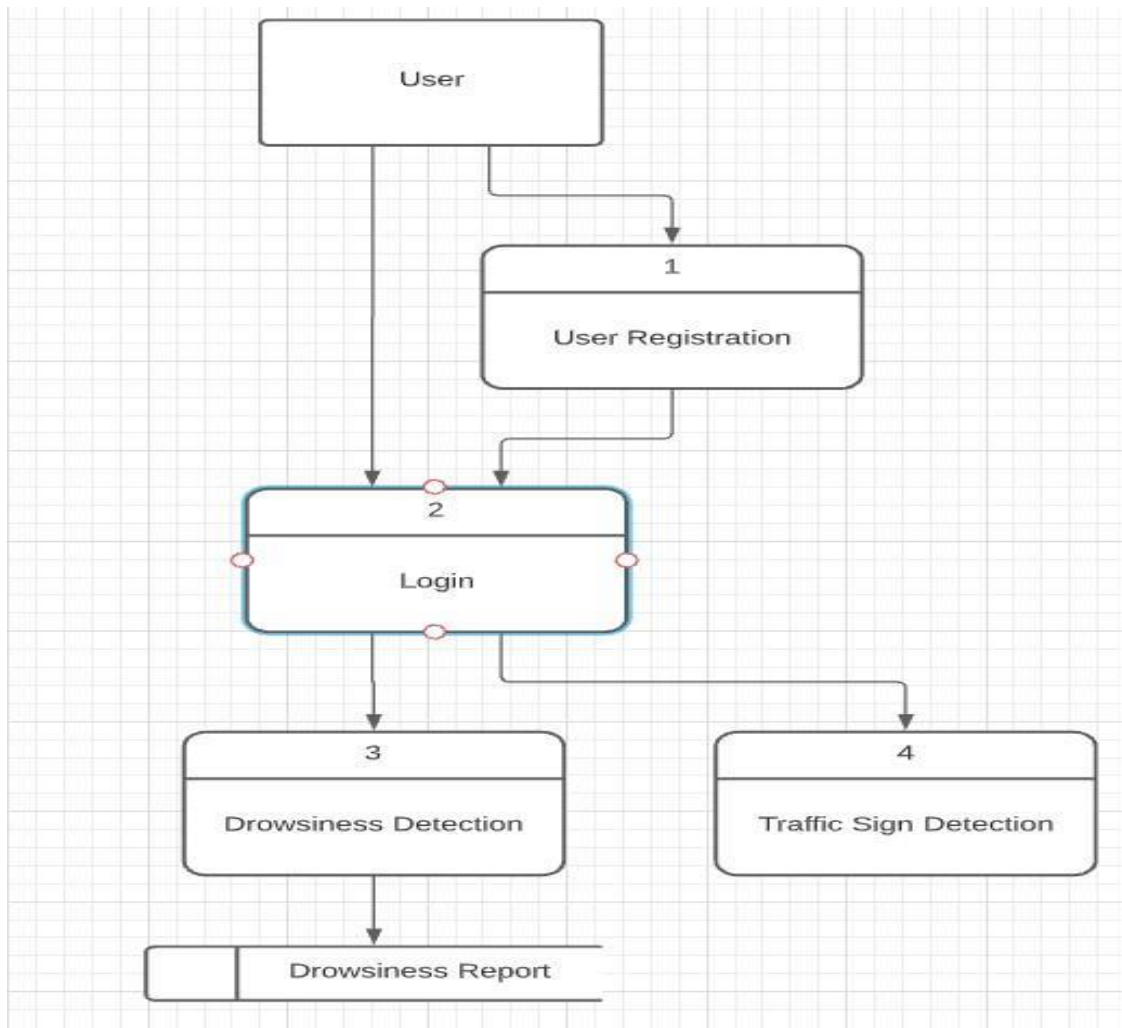 User
1
User Registration
2
Login
3
Drowsiness Detection
4
Traffic Sign Detection
Drowsiness Report